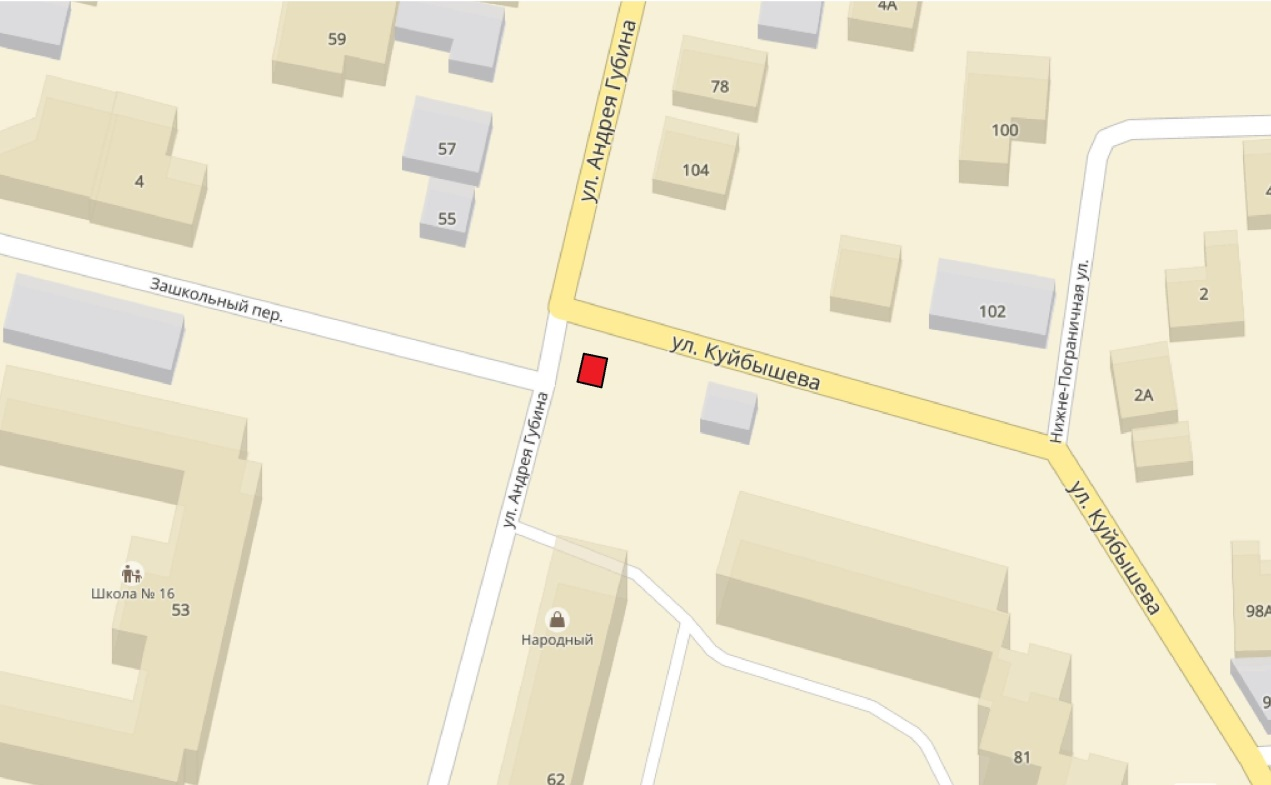 4А
59
ул. Андрея Губина
78
57
100
104
4
55
Зашкольный пер.
102
Нижне-Пограничная ул.
2
ул. Куйбышева
2А
ул. Андрея Губина
ул. Куйбышева
Школа № 16
53
Народный
98А
81
62